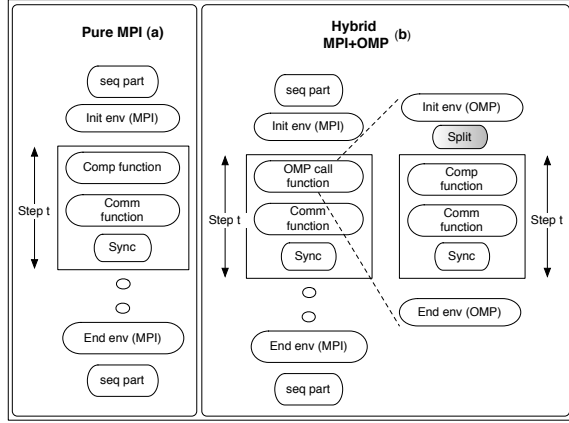 Pure MPI (a)
seq part
Init env (MPI)
Comp function
Comm
function
Sync
Step t
End env (MPI)
seq part
Hybrid
MPI+OMP (b)
seq part
Init env (MPI)
OMP call
function
Comm
function
Sync
Step t
End env (MPI)
seq part
Init env (OMP)
Split
Comp
function
Comm
function
Sync
Step t
End env (OMP)